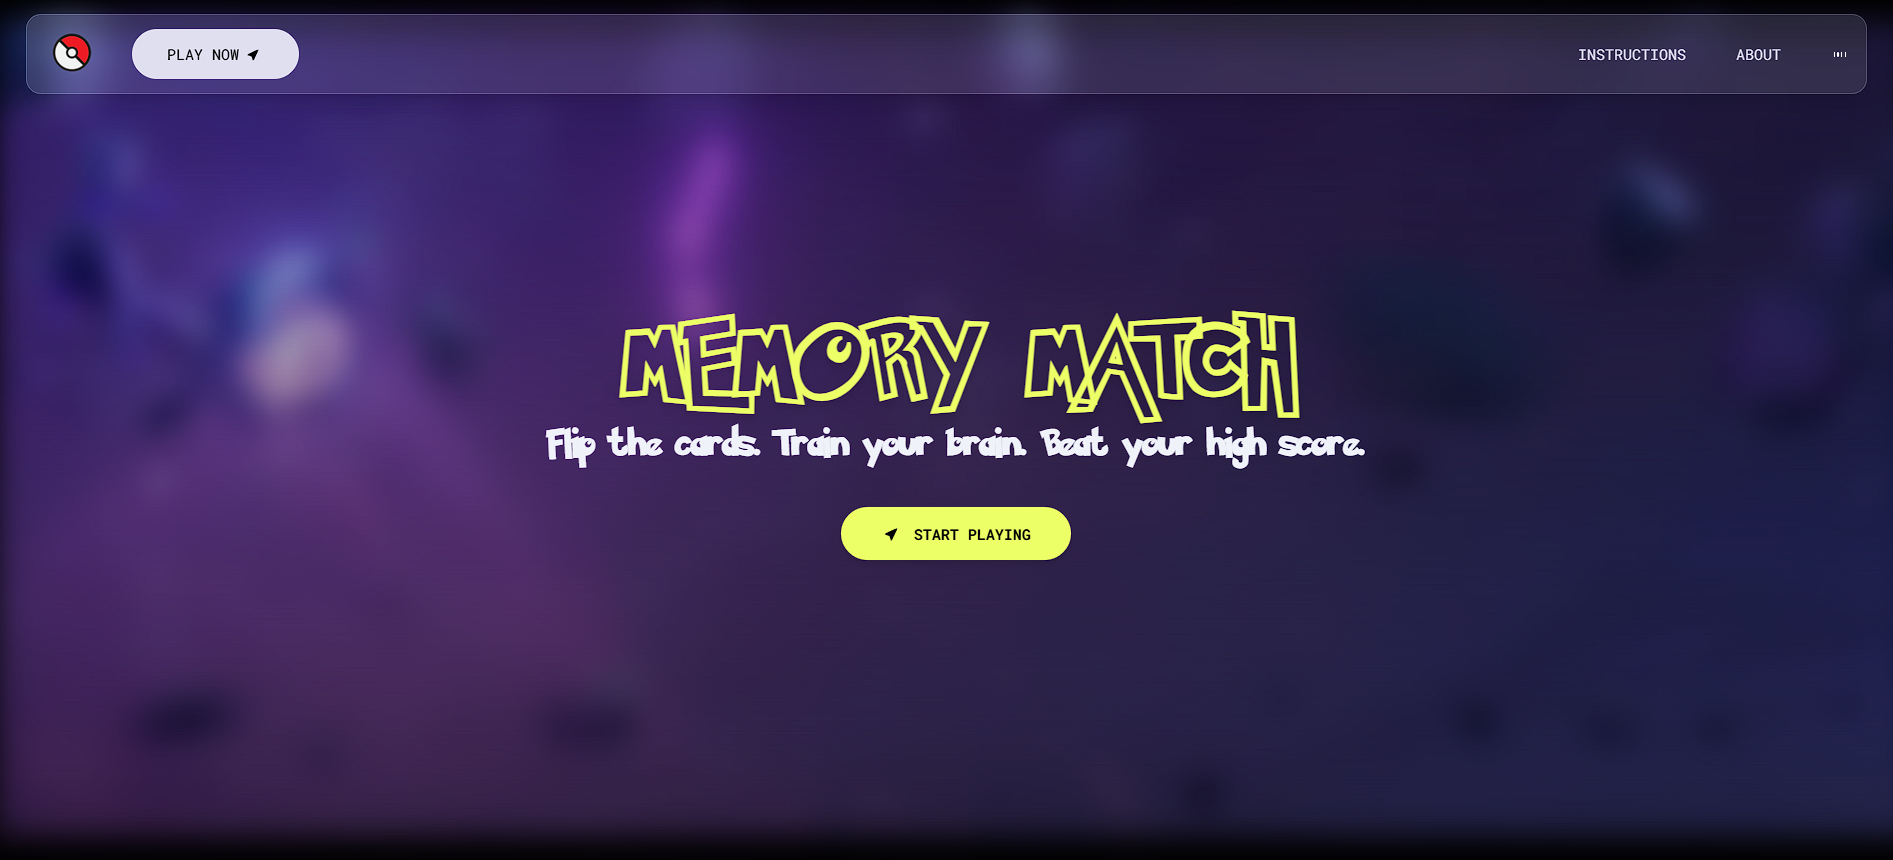 PLAY NOW
INSTRUCTIONS
ABOUT
MEMORY MATCH
Flip the cards. Train your brain. Beat your high score.
START PLAYING